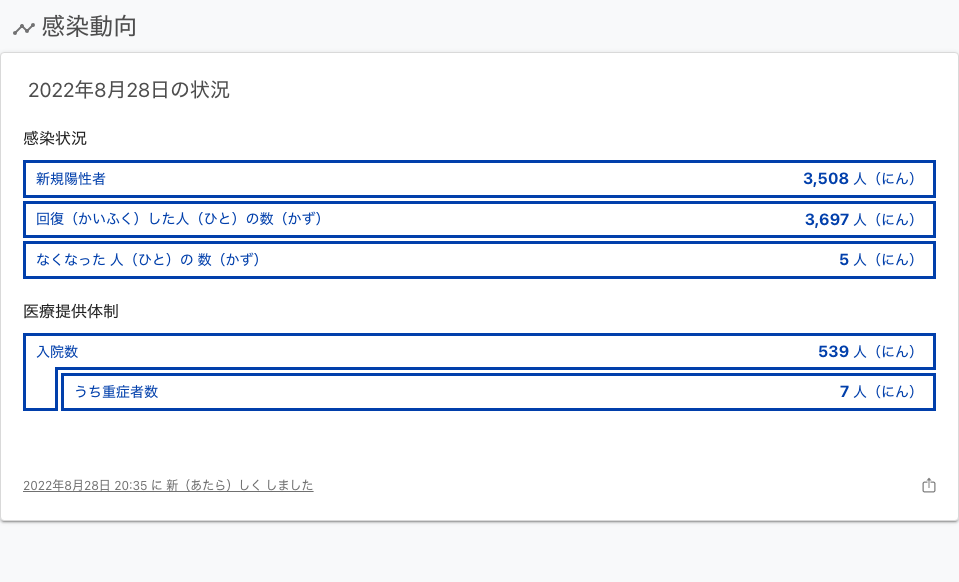 感染動向
2022年8月28日の状況
感染状況
新規陽性者 3,508 人（にん）
回復（かいふく）した人（ひと）の数（かず） 3,697 人（にん）
なくなった 人（ひと）の 数（かず） 5 人（にん）
医療提供体制
入院数 539 人（にん）
うち重症者数 7 人（にん）
2022年8月28日 20:35 に 新（あたら）しく しました